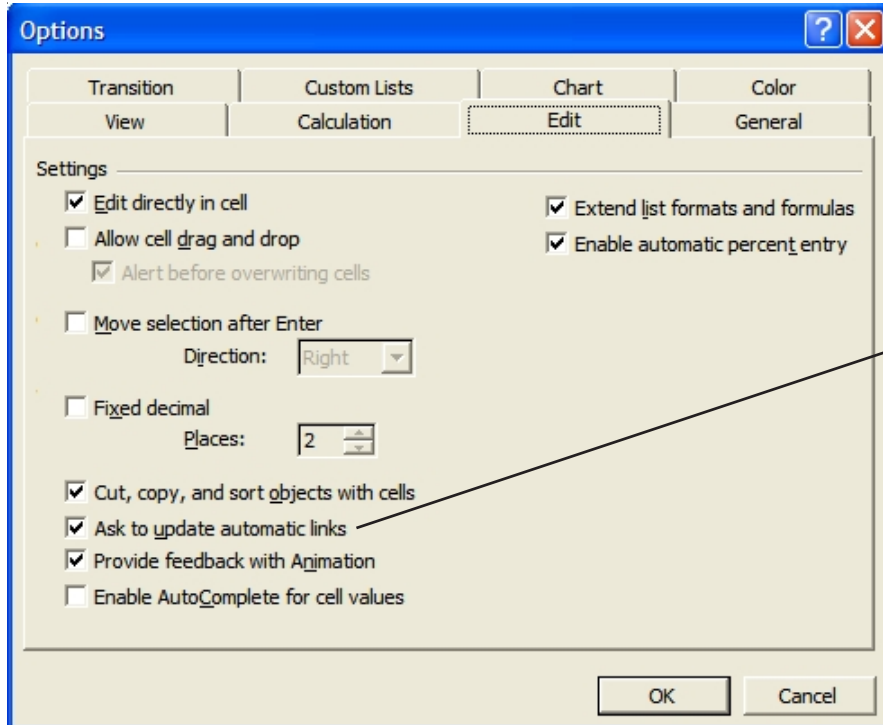 Options
Transition Custom Lists Chart Color
View Calculation Edit General
Settings
Edit directly in cell
Extend list formats and formulas
Allow cell drag and drop
Enable automatic percent entry
Alert before overwriting cells
Move selection after Enter
Direction: Right
Fixed decimal
Places: 2
Cut, copy, and sort objects with cells
Ask to update automatic links
Provide feedback with Animation
Enable AutoComplete for cell values
OK Cancel